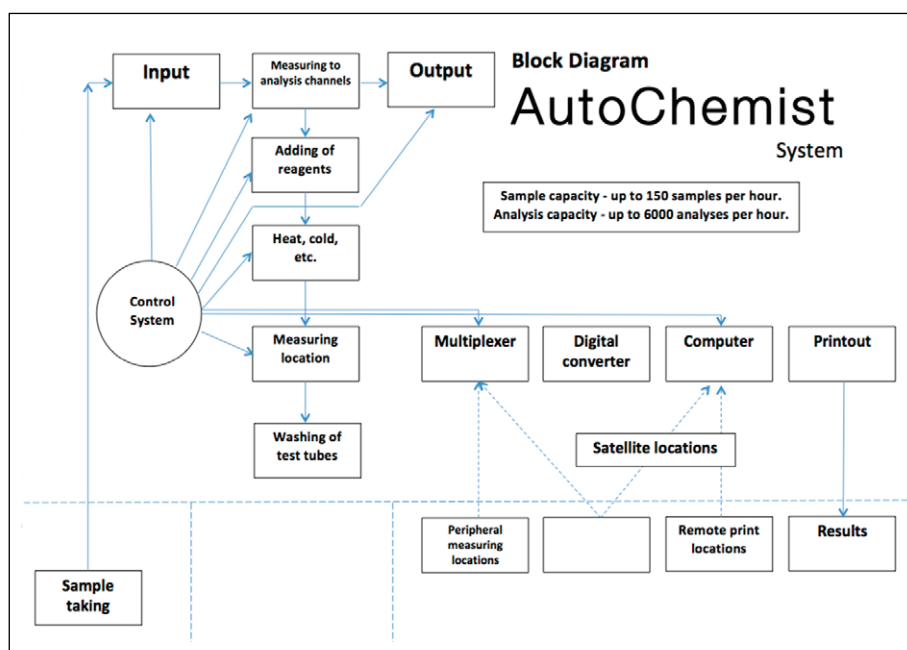 Block Diagram
AutoChemist
System
Sample capacity - up to 150 samples per hour.
Analysis capacity - up to 6000 analyses per hour.
Input
Measuring to
analysis channels
Output
Adding of
reagents
Heat, cold,
etc.
Control
System
Measuring
location
Multiplexer
Digital
converter
Computer
Printout
Washing of
test tubes
Satellite locations
Peripheral
measuring
locations
Remote print
locations
Results
Sample
taking